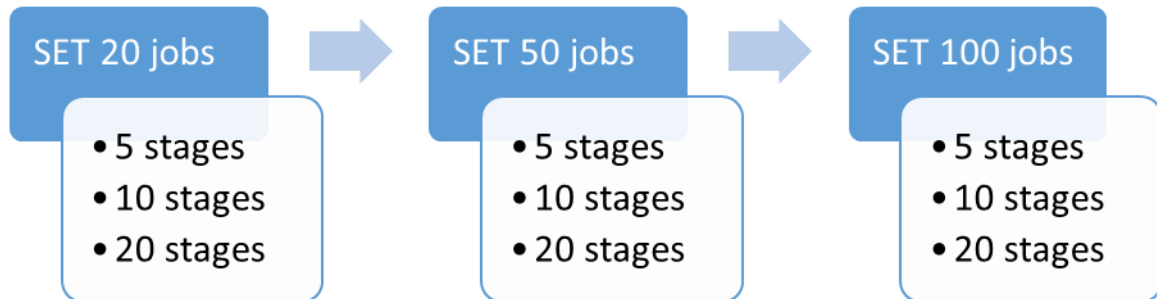 SET 20 jobs
• 5 stages
• 10 stages
• 20 stages
SET 50 jobs
• 5 stages
• 10 stages
• 20 stages
SET 100 jobs
• 5 stages
• 10 stages
• 20 stages